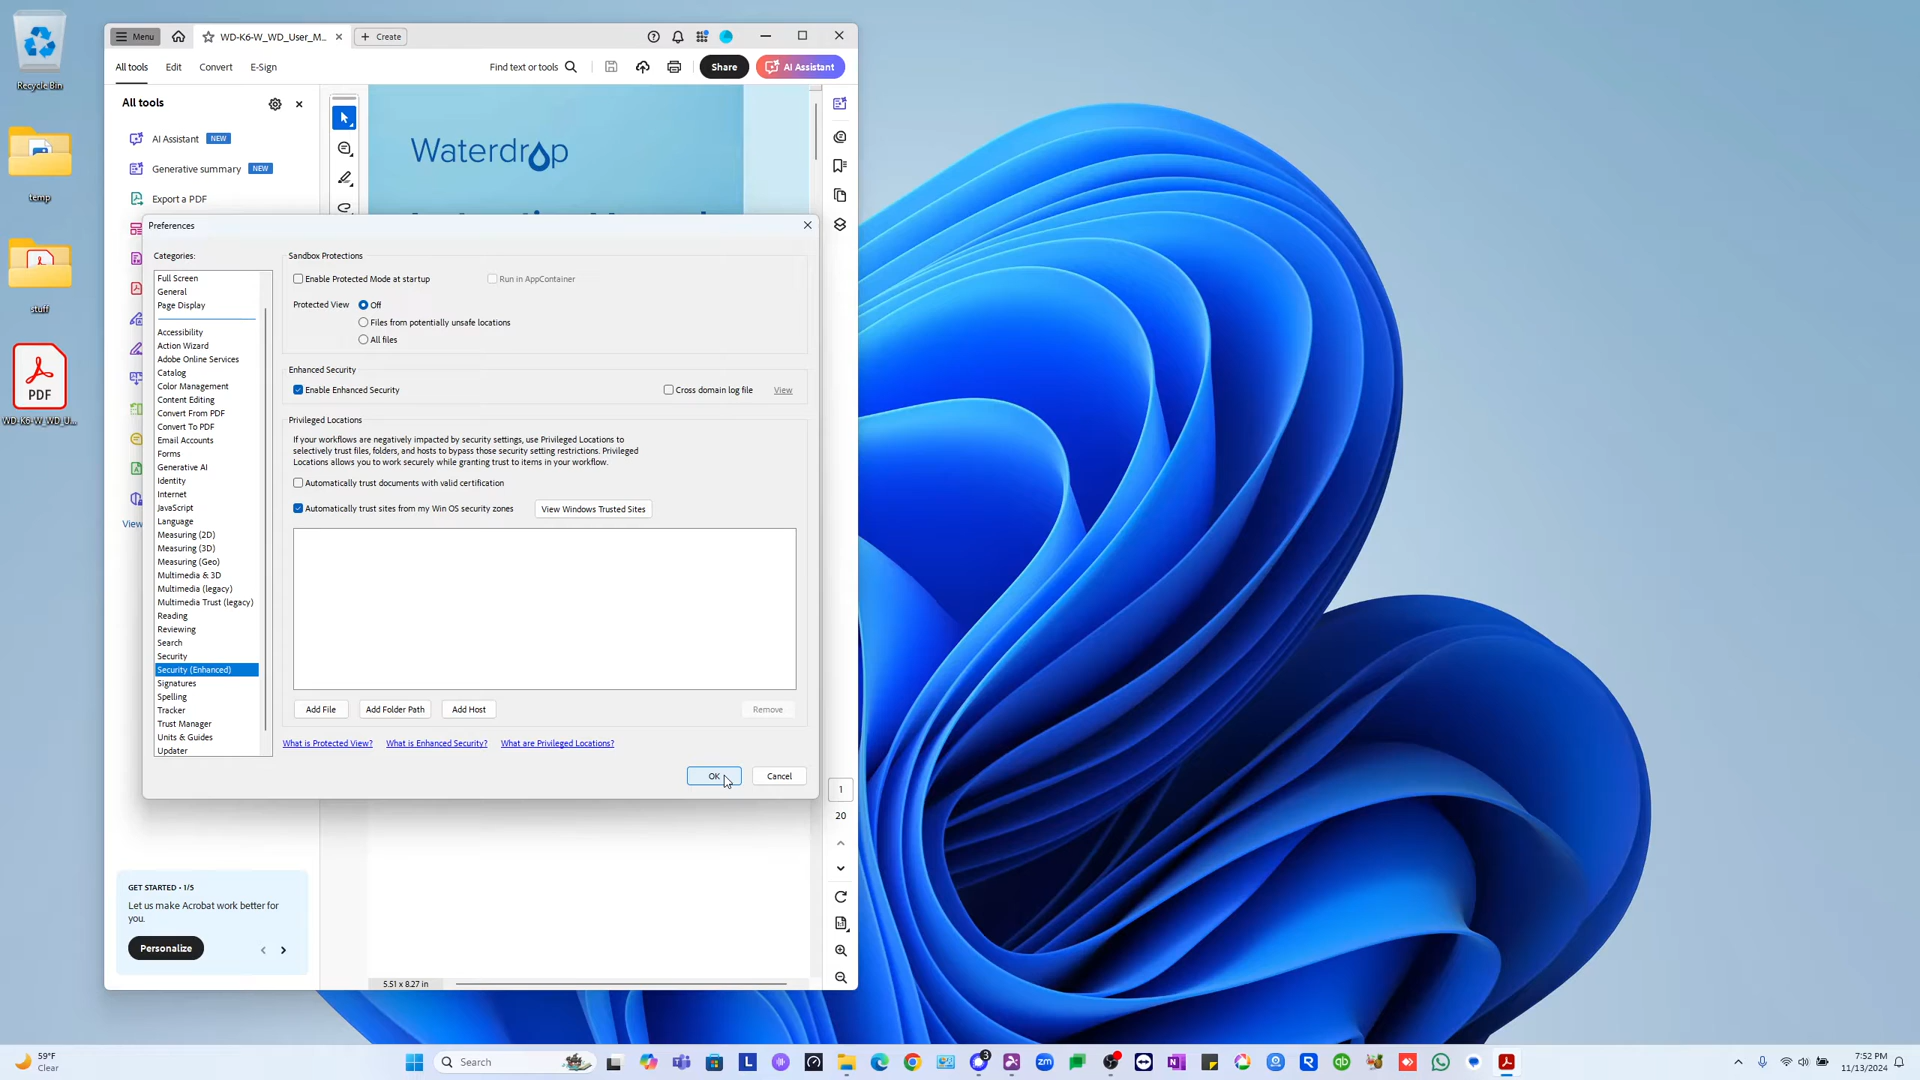 Recycle Bin
temp
stuff
PDF
WD-K6-W_WD_U...
Menu
WD-K6-W_WD_User_M...
Create
All tools
Edit
Convert
E-Sign
Find text or tools
Share
AI Assistant
All tools
AI Assistant NEW
Generative summary NEW
Export a PDF
View
Waterdrop
Preferences
Categories:
Full Screen
General
Page Display
Accessibility
Action Wizard
Adobe Online Services
Catalog
Color Management
Content Editing
Convert From PDF
Convert To PDF
Email Accounts
Forms
Generative AI
Identity
Internet
JavaScript
Language
Measuring (2D)
Measuring (3D)
Measuring (Geo)
Multimedia & 3D
Multimedia (legacy)
Multimedia Trust (legacy)
Reading
Reviewing
Search
Security
Security (Enhanced)
Signatures
Spelling
Tracker
Trust Manager
Units & Guides
Updater
Sandbox Protections
Enable Protected Mode at startup
Run in AppContainer
Protected View
Off
Files from potentially unsafe locations
All files
Enhanced Security
Enable Enhanced Security
Cross domain log file
View
Privileged Locations
If your workflows are negatively impacted by security settings, use Privileged Locations to
selectively trust files, folders, and hosts to bypass those security setting restrictions. Privileged
Locations allows you to work securely while granting trust to items in your workflow.
Automatically trust documents with valid certification
Automatically trust sites from my Win OS security zones
View Windows Trusted Sites
Add File
Add Folder Path
Add Host
Remove
What is Protected View?
What is Enhanced Security?
What are Privileged Locations?
OK
Cancel
1
20
GET STARTED • 1/5
Let us make Acrobat work better for
you.
Personalize
5.51 x 8.27 in
59°F
Clear
Search
L
3
zm
N
R
qb
7:52 PM
11/13/2024